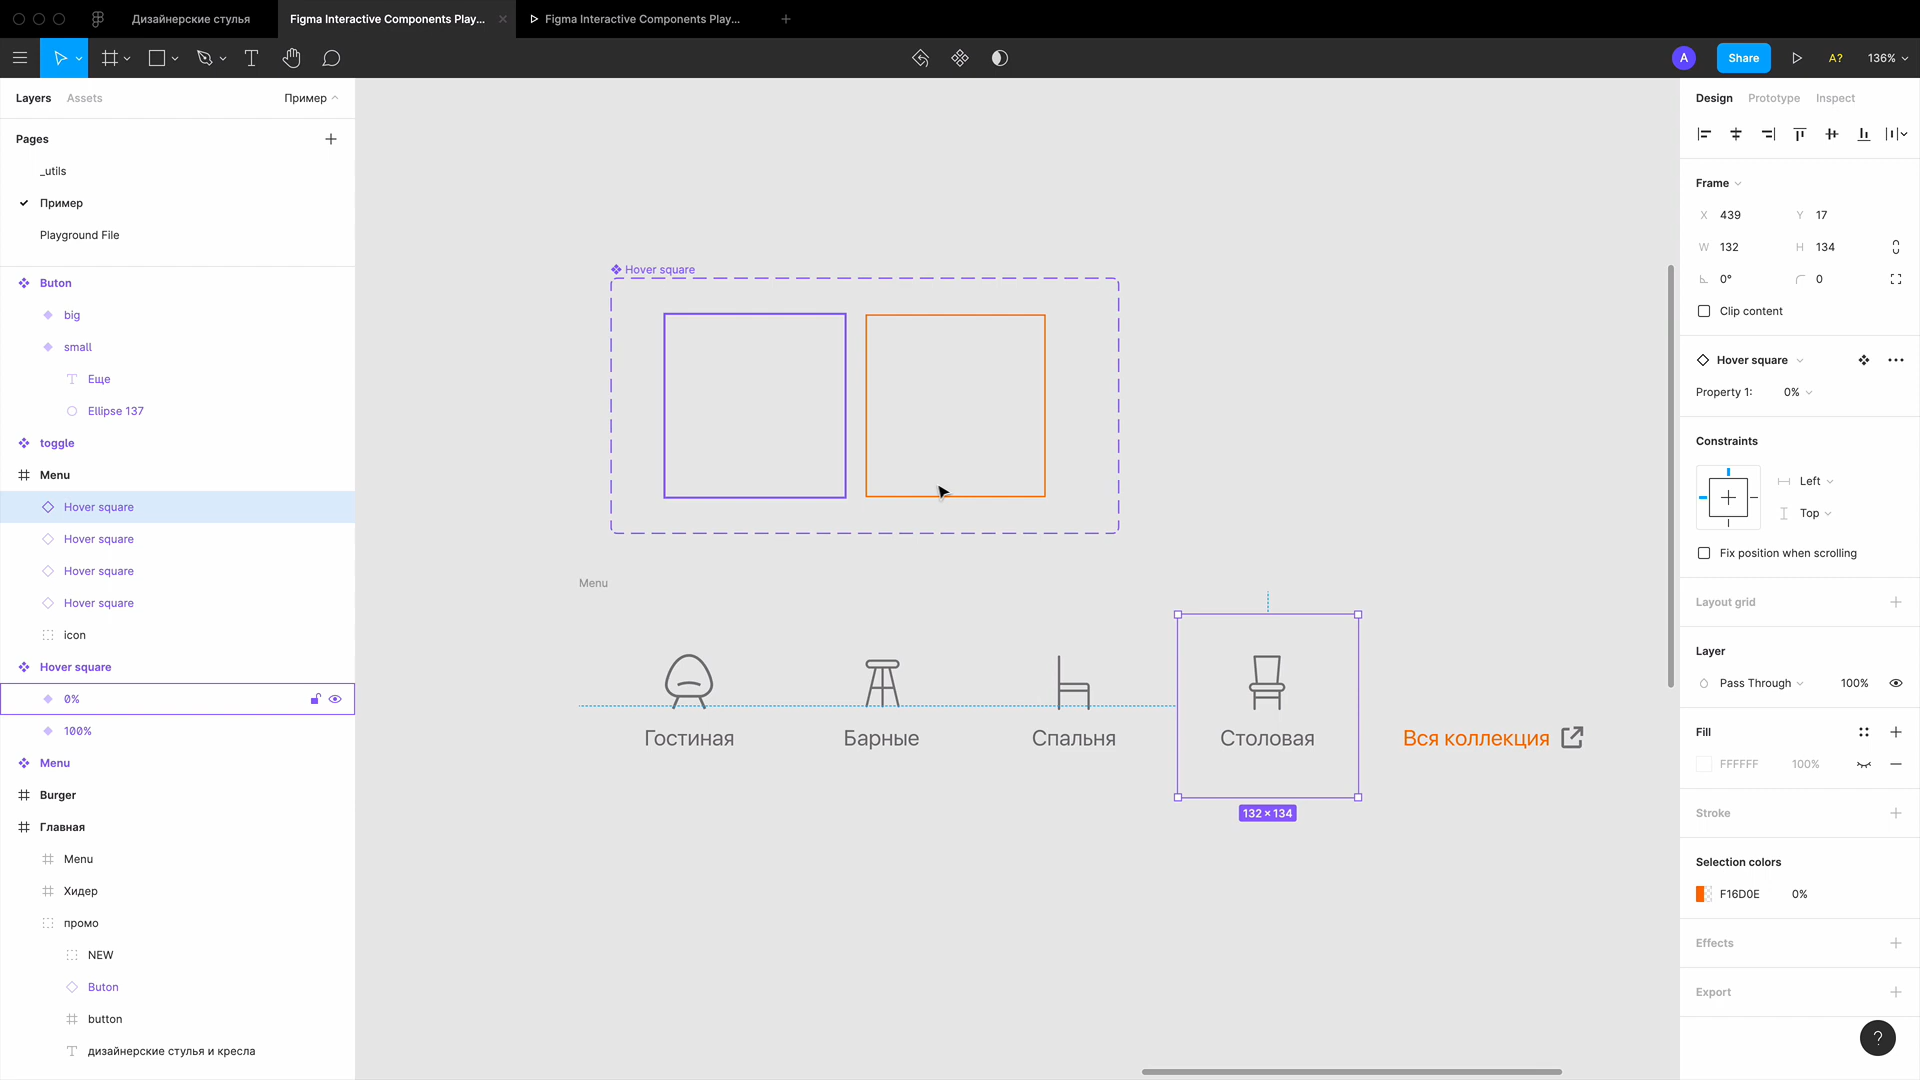 Дизайнерские стулья
Figma Interactive Components Play...
Figma Interactive Components Play...
A
Share
A?
136%
Layers
Assets
Пример
Pages
_utils
Пример
Playground File
Buton
big
small
Еще
Ellipse 137
toggle
Menu
Hover square
Hover square
Hover square
Hover square
icon
Hover square
0%
100%
Menu
Burger
Главная
Menu
Хидер
промо
NEW
Buton
button
дизайнерские стулья и кресла
Hover square
Menu
Гостиная
Барные
Спальня
Столовая
Вся коллекция
132 × 134
Design
Prototype
Inspect
Frame
X 439 Y 17
W 132 H 134
0° 0
Clip content
Hover square
Property 1: 0%
Constraints
Left
Top
Fix position when scrolling
Layout grid
Layer
Pass Through 100%
Fill
FFFFFF 100%
Stroke
Selection colors
F16D0E 0%
Effects
Export
?